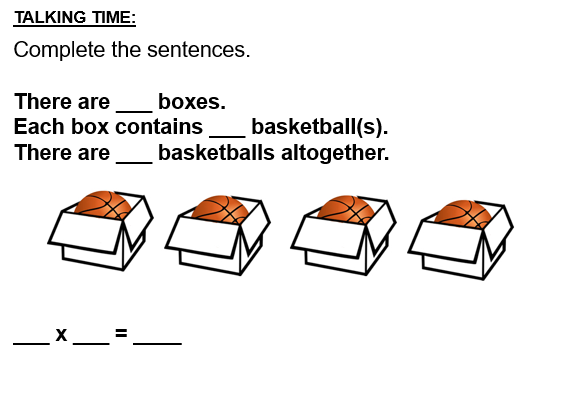 TALKING TIME:
Complete the sentences.
There are ___ boxes.
Each box contains ___ basketball(s).
There are ___ basketballs altogether.
___ x ___ = ____